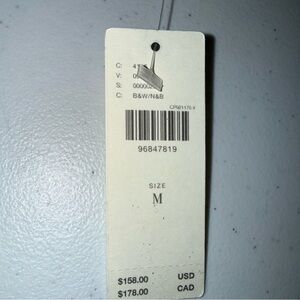 C:
V:
S:
C: B&W/N&B
96847819
SIZE
M
$158.00 USD
$178.00 CAD